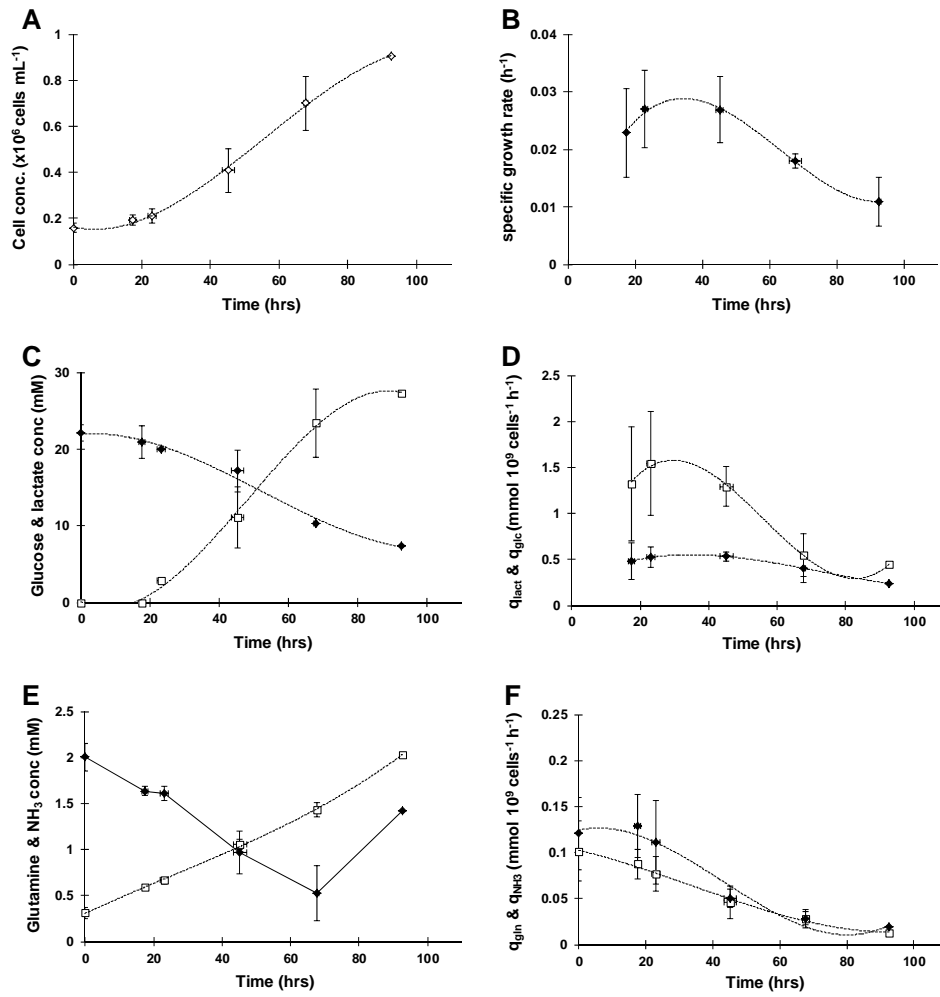 A
Cell conc. (x10⁶ cells mL⁻¹)
1
0.8
0.6
0.4
0.2
0
0 20 40 60 80 100
Time (hrs)
B
specific growth rate (h⁻¹)
0.04
0.03
0.02
0.01
0
0 20 40 60 80 100
Time (hrs)
C
Glucose & lactate conc (mM)
30
20
10
0
0 20 40 60 80 100
Time (hrs)
D
qlact & qglc (mmol 10⁹ cells⁻¹ h⁻¹)
2.5
2
1.5
1
0.5
0
0 20 40 60 80 100
Time (hrs)
E
Glutamine & NH₃ conc (mM)
2.5
2
1.5
1
0.5
0
0 20 40 60 80 100
Time (hrs)
F
qgln & qNH3 (mmol 10⁹ cells⁻¹ h⁻¹)
0.25
0.2
0.15
0.1
0.05
0
0 20 40 60 80 100
Time (hrs)